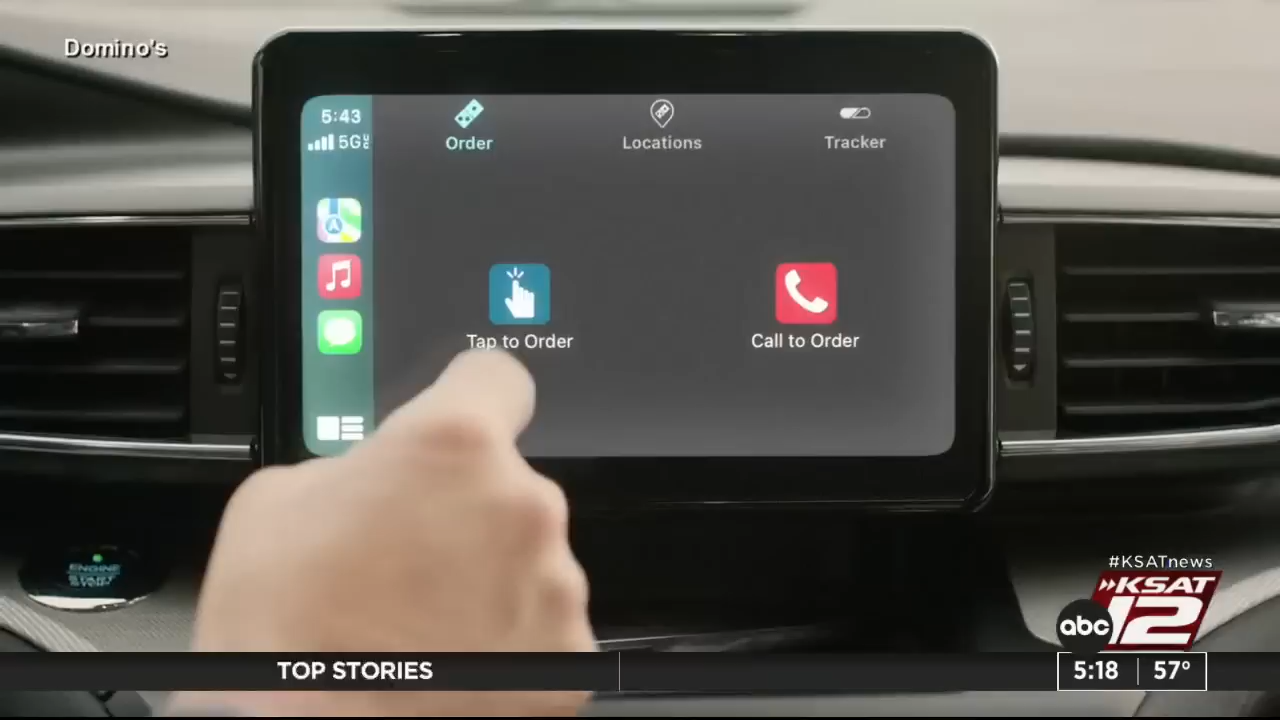 Domino's
5:43
5G
Order
Locations
Tracker
Tap to Order
Call to Order
ENGINE
START
STOP
#KSATnews
KSAT
abc 12
TOP STORIES
5:18 57°